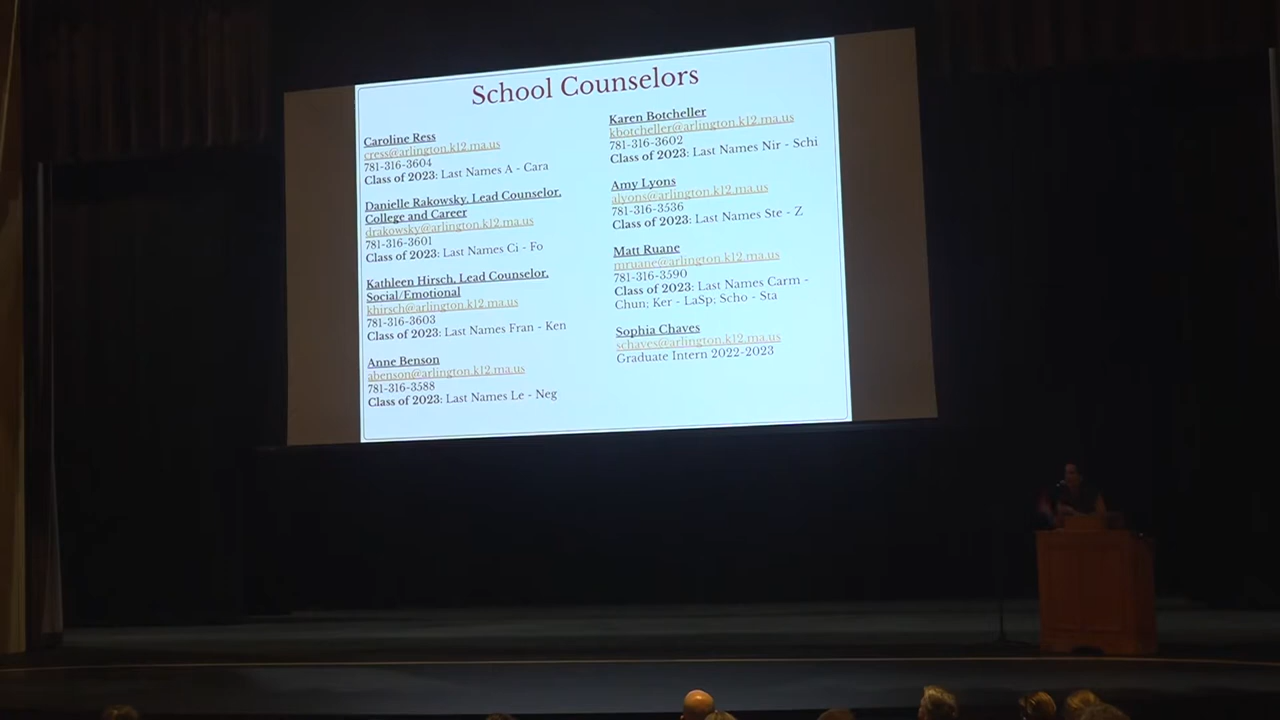 School Counselors
Caroline Ress
cress@arlington.k12.ma.us
781-316-3604
Class of 2023: Last Names A - Cara
Danielle Rakowsky, Lead Counselor,
College and Career
drakowsky@arlington.k12.ma.us
781-316-3601
Class of 2023: Last Names Ci - Fo
Kathleen Hirsch, Lead Counselor,
Social/Emotional
khirsch@arlington.k12.ma.us
781-316-3603
Class of 2023: Last Names Fran - Ken
Anne Benson
abenson@arlington.k12.ma.us
781-316-3588
Class of 2023: Last Names Le - Neg
Karen Botcheller
kbotcheller@arlington.k12.ma.us
781-316-3602
Class of 2023: Last Names Nir - Schi
Amy Lyons
alyons@arlington.k12.ma.us
781-316-3536
Class of 2023: Last Names Ste - Z
Matt Ruane
mruane@arlington.k12.ma.us
781-316-3590
Class of 2023: Last Names Carm -
Chun; Ker - LaSp; Scho - Sta
Sophia Chaves
schaves@arlington.k12.ma.us
Graduate Intern 2022-2023